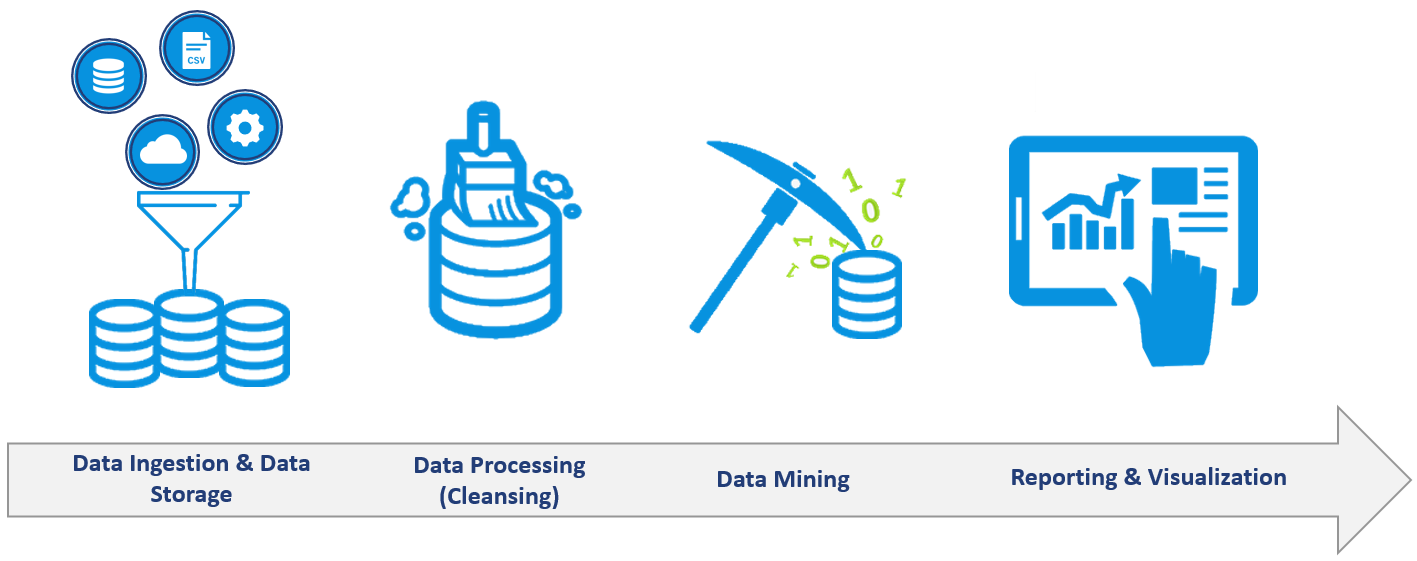 CSV
1
1
0
1
1
0
0
1
Data Ingestion & Data
Storage
Data Processing
(Cleansing)
Data Mining
Reporting & Visualization